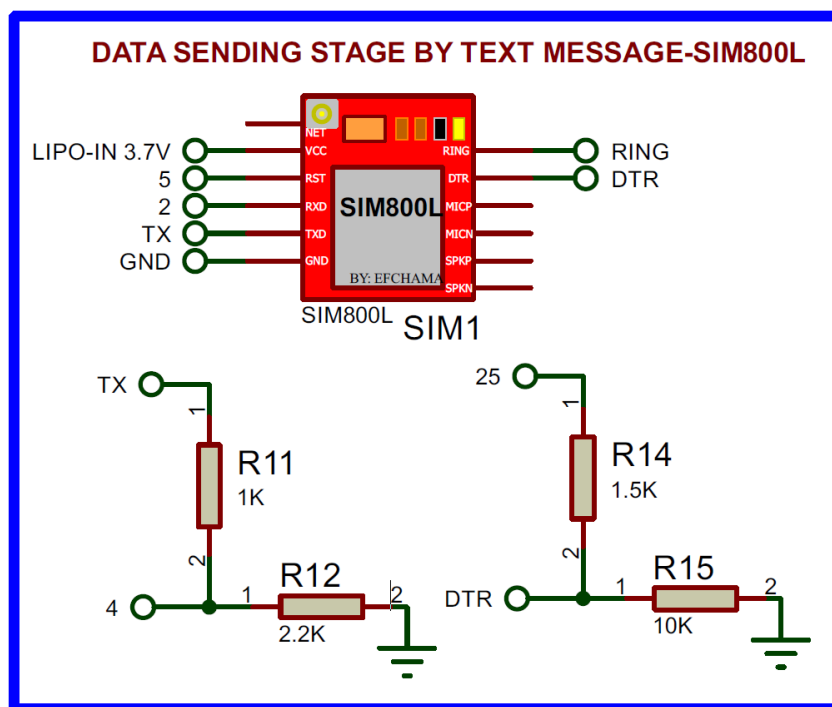 DATA SENDING STAGE BY TEXT MESSAGE-SIM800L
NET
LIPO-IN 3.7V
VCC
RING
RING
5
RST
DTR
DTR
2
RXD
SIM800L
MICP
TX
TXD
MICN
GND
GND
SPKP
BY: EFCHAMA
SPKN
SIM800L
SIM1
TX
1
R11
1K
2
4
1
R12
2
2.2K
25
1
R14
1.5K
2
DTR
1
R15
2
10K